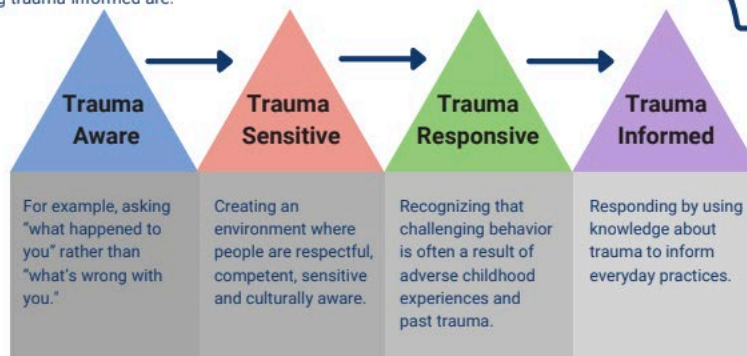 trauma informed are:
Trauma
Aware
Trauma
Sensitive
Trauma
Responsive
Trauma
Informed
For example, asking
"what happened to
you" rather than
"what's wrong with
you."
Creating an
environment where
people are respectful,
competent, sensitive
and culturally aware.
Recognizing that
challenging behavior
is often a result of
adverse childhood
experiences and
past trauma.
Responding by using
knowledge about
trauma to inform
everyday practices.